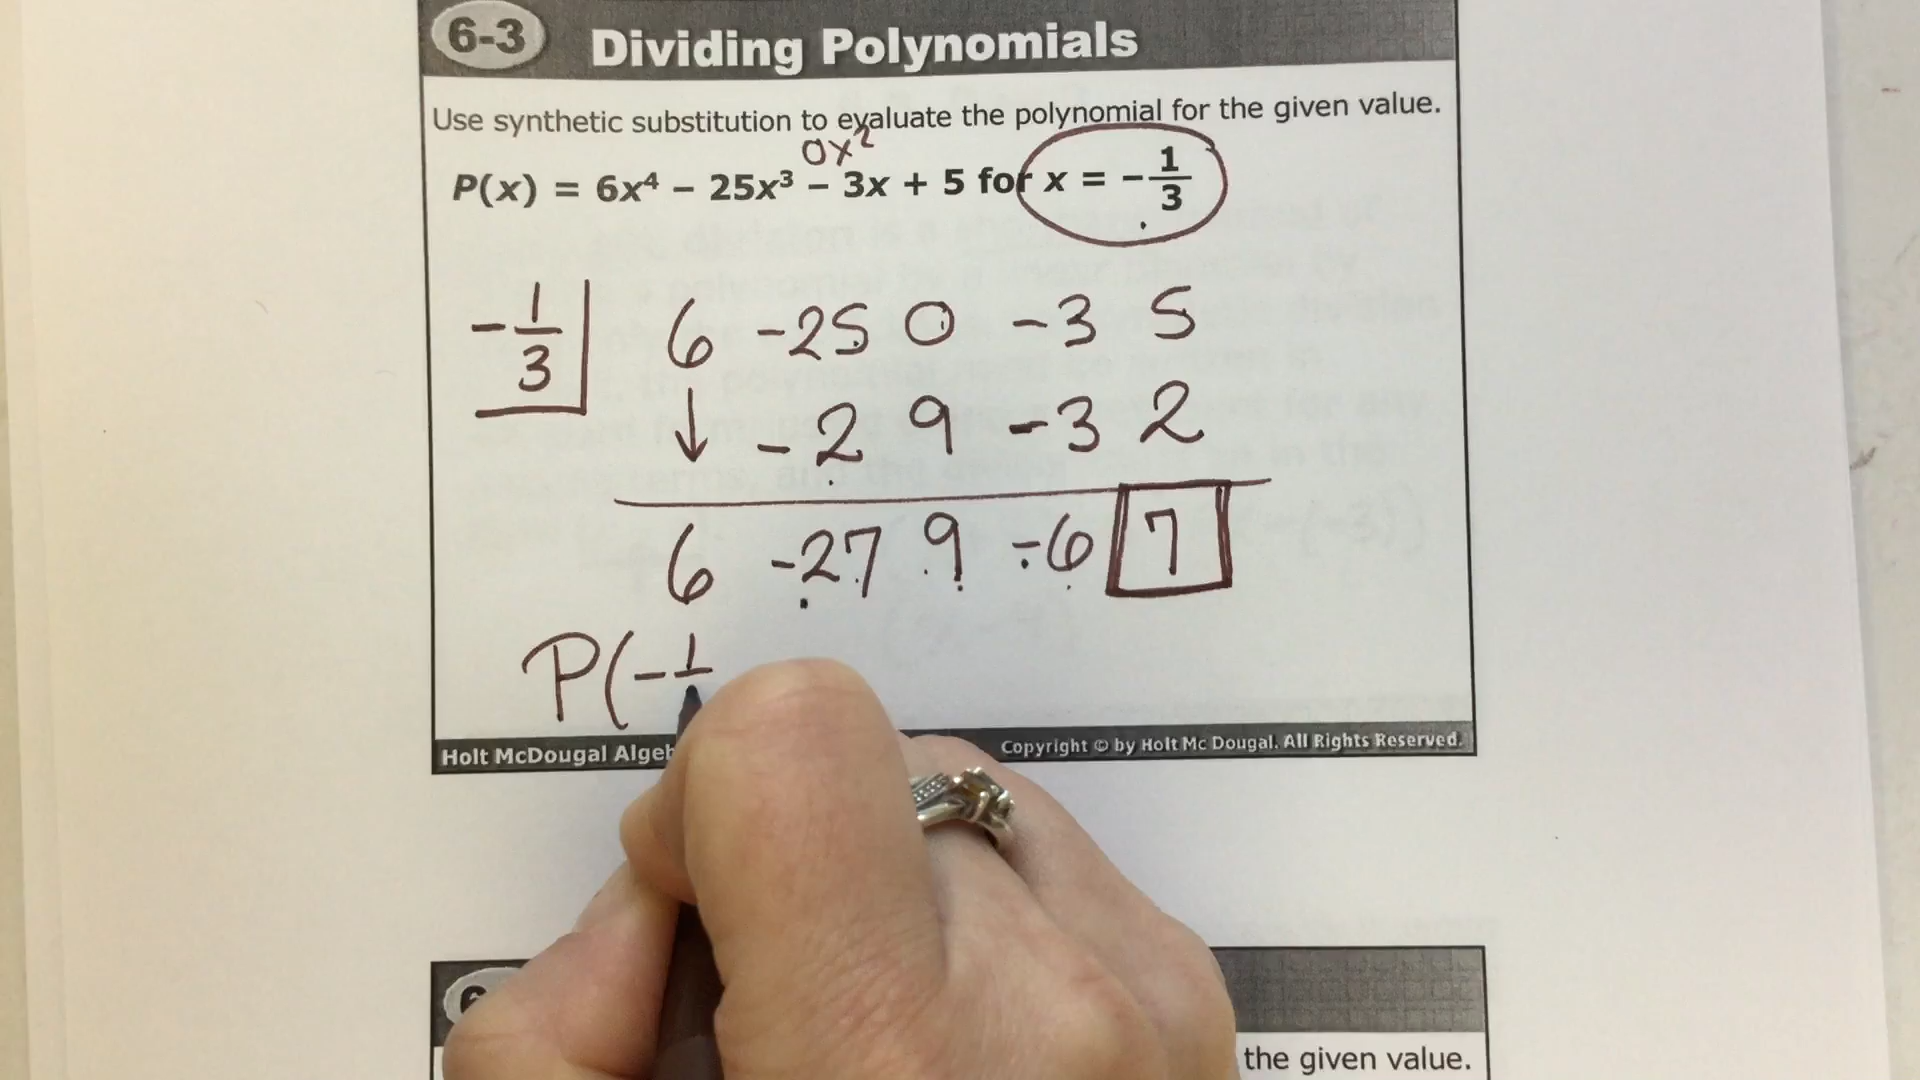 6-3 Dividing Polynomials
Use synthetic substitution to evaluate the polynomial for the given value.
0x²
P(x) = 6x⁴ – 25x³ – 3x + 5 for x = –1/3
-1/3 6 -25 0 -3 5
↓ -2 9 -3 2
6 -27 9 -6 7
P(-1
Holt McDougal Copyright © by Holt Mc Dougal. All Rights Reserved.
the given value.